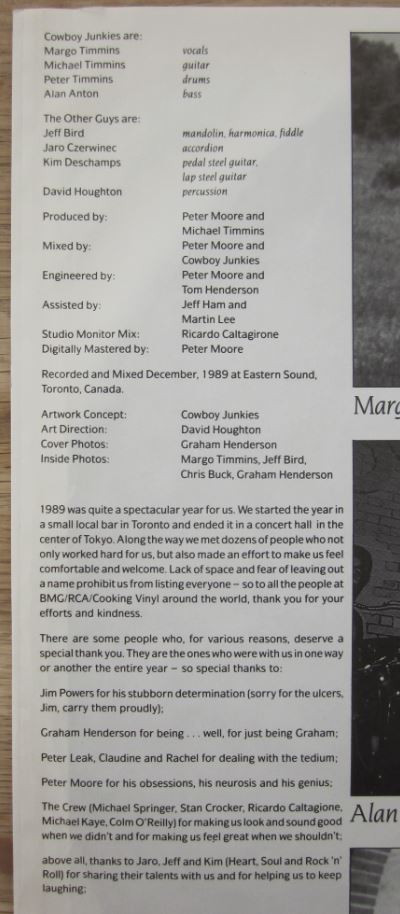 Cowboy Junkies are:
Margo Timmins vocals
Michael Timmins guitar
Peter Timmins drums
Alan Anton bass
The Other Guys are:
Jeff Bird mandolin, harmonica, fiddle
Jaro Czerwinec accordion
Kim Deschamps pedal steel guitar,
lap steel guitar
David Houghton percussion
Produced by: Peter Moore and
Michael Timmins
Mixed by: Peter Moore and
Cowboy Junkies
Engineered by: Peter Moore and
Tom Henderson
Assisted by: Jeff Ham and
Martin Lee
Studio Monitor Mix: Ricardo Caltagirone
Digitally Mastered by: Peter Moore
Recorded and Mixed December, 1989 at Eastern Sound,
Toronto, Canada.
Artwork Concept: Cowboy Junkies
Art Direction: David Houghton
Cover Photos: Graham Henderson
Inside Photos: Margo Timmins, Jeff Bird,
Chris Buck, Graham Henderson
1989 was quite a spectacular year for us. We started the year in
a small local bar in Toronto and ended it in a concert hall in the
center of Tokyo. Along the way we met dozens of people who not
only worked hard for us, but also made an effort to make us feel
comfortable and welcome. Lack of space and fear of leaving out
a name prohibit us from listing everyone – so to all the people at
BMG/RCA/Cooking Vinyl around the world, thank you for your
efforts and kindness.
There are some people who, for various reasons, deserve a
special thank you. They are the ones who were with us in one way
or another the entire year – so special thanks to:
Jim Powers for his stubborn determination (sorry for the ulcers,
Jim, carry them proudly);
Graham Henderson for being . . . well, for just being Graham;
Peter Leak, Claudine and Rachel for dealing with the tedium;
Peter Moore for his obsessions, his neurosis and his genius;
The Crew (Michael Springer, Stan Crocker, Ricardo Caltagirone,
Michael Kaye, Colm O'Reilly) for making us look and sound good
when we didn't and for making us feel great when we shouldn't;
above all, thanks to Jaro, Jeff and Kim (Heart, Soul and Rock 'n'
Roll) for sharing their talents with us and for helping us to keep
laughing;
Marg
Alan